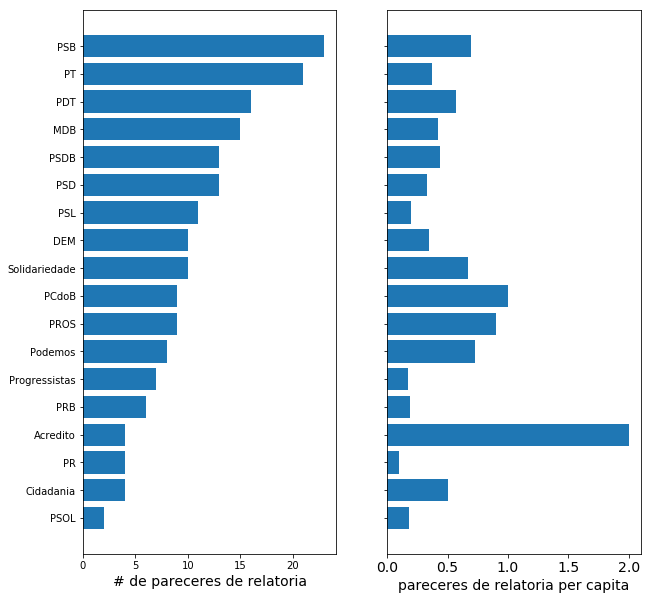 PSB
PT
PDT
MDB
PSDB
PSD
PSL
DEM
Solidariedade
PCdoB
PROS
Podemos
Progressistas
PRB
Acredito
PR
Cidadania
PSOL
0 5 10 15 20
# de pareceres de relatoria
0.0 0.5 1.0 1.5 2.0
pareceres de relatoria per capita